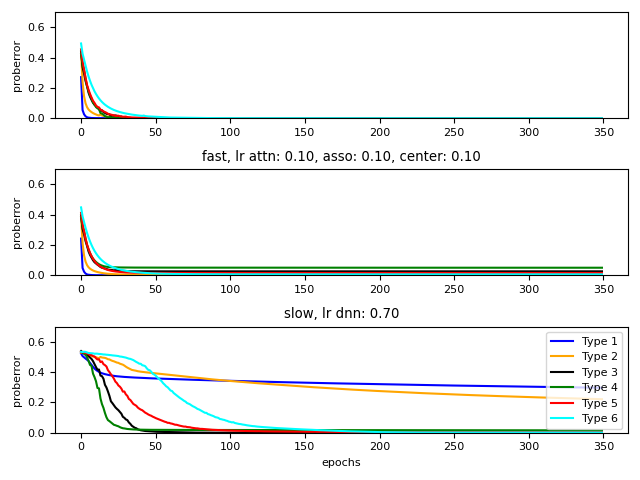 0.6
0.4
0.2
0.0
proberror
0 50 100 150 200 250 300 350
fast, lr attn: 0.10, asso: 0.10, center: 0.10
0.6
0.4
0.2
0.0
proberror
0 50 100 150 200 250 300 350
slow, lr dnn: 0.70
0.6
0.4
0.2
0.0
proberror
Type 1
Type 2
Type 3
Type 4
Type 5
Type 6
0 50 100 150 200 250 300 350
epochs